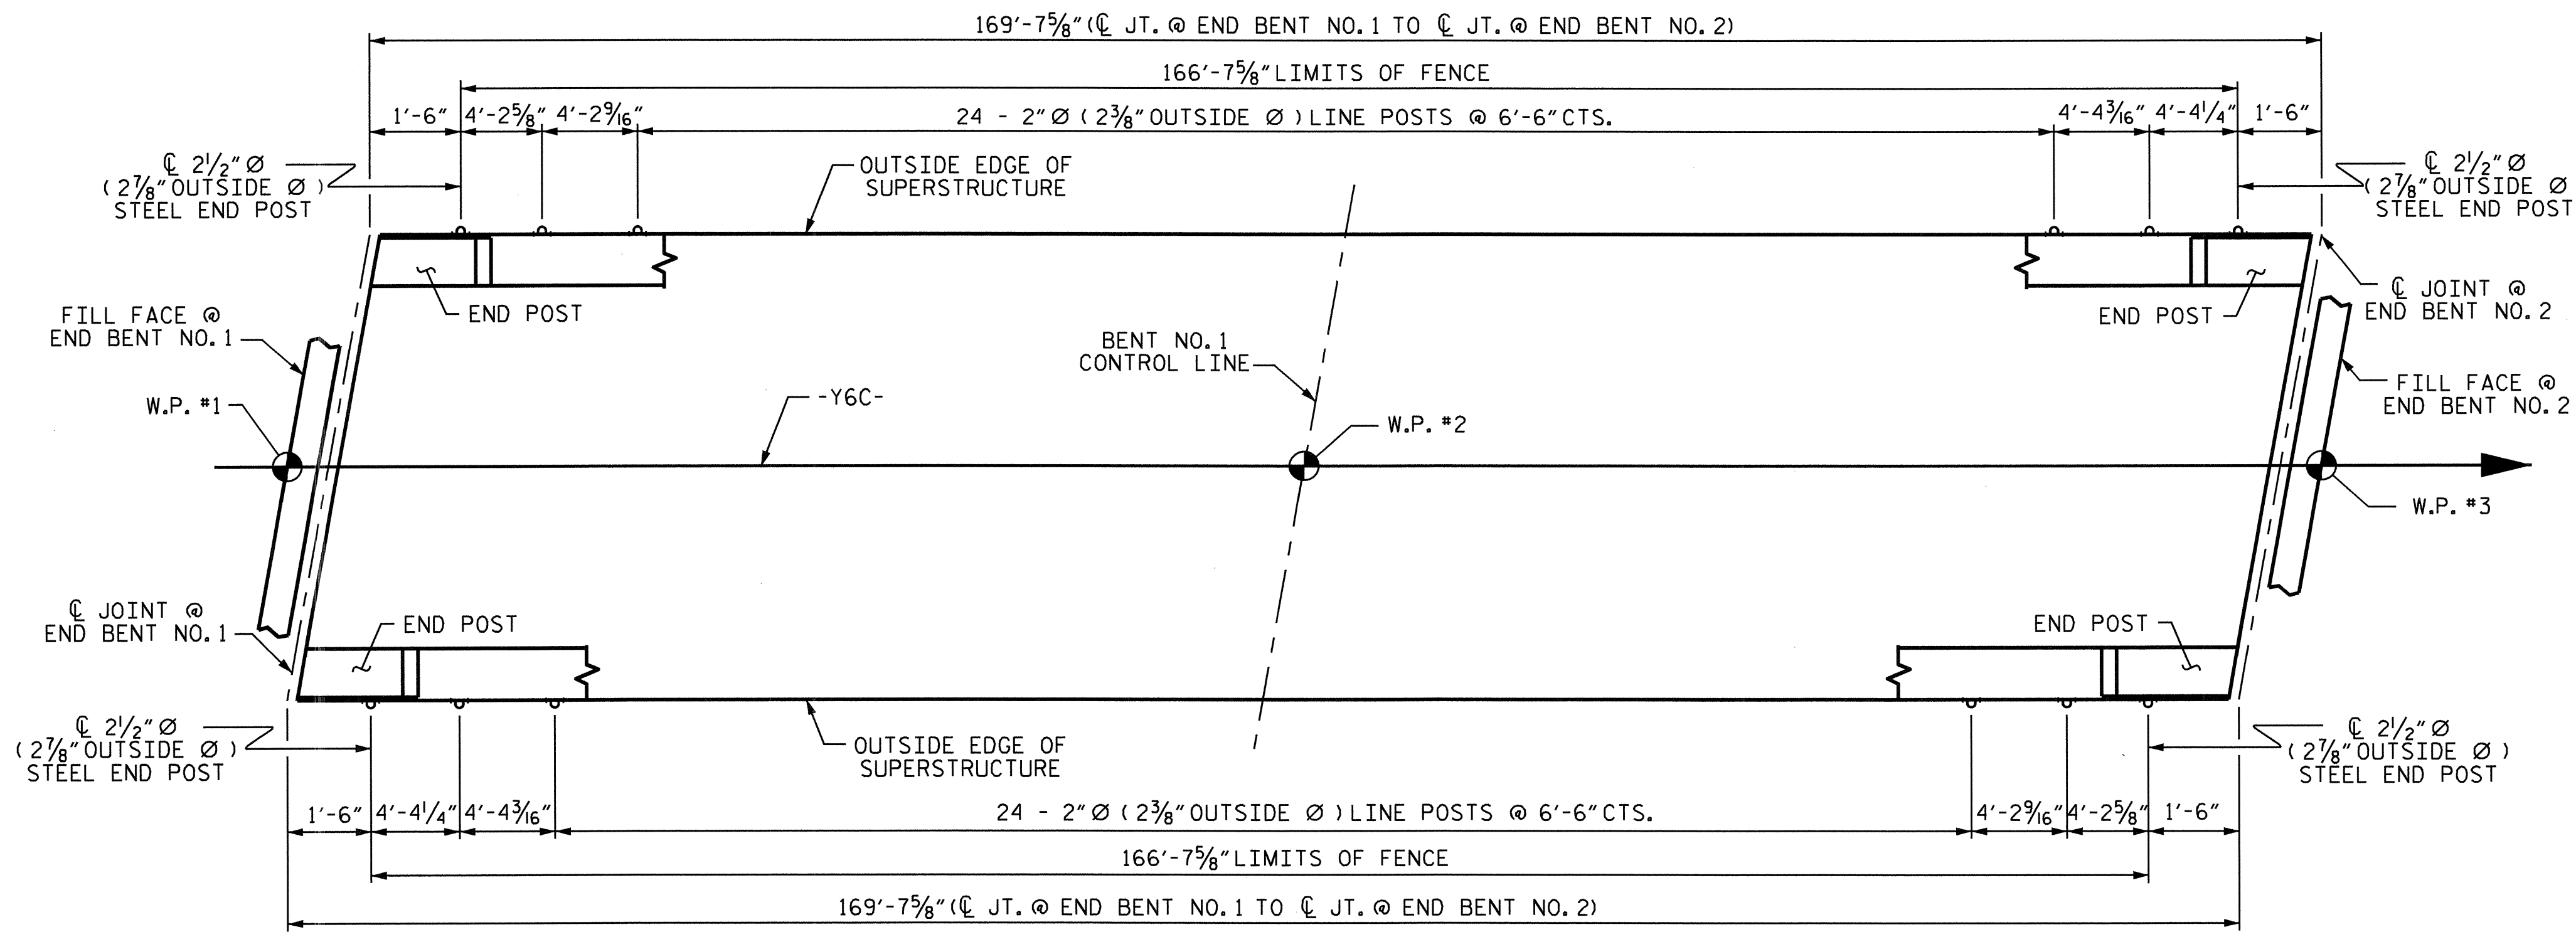 169'-7⅝" (℄ JT. @ END BENT NO. 1 TO ℄ JT. @ END BENT NO. 2)
166'-7⅝" LIMITS OF FENCE
1'-6" 4'-2⅝" 4'-2 9/16" 24 - 2" Ø (2⅜" OUTSIDE Ø) LINE POSTS @ 6'-6" CTS. 4'-4 3/16" 4'-4¼" 1'-6"
℄ 2½" Ø
(2⅞" OUTSIDE Ø)
STEEL END POST
OUTSIDE EDGE OF
SUPERSTRUCTURE
℄ 2½" Ø
(2⅞" OUTSIDE Ø
STEEL END POST
END POST
END POST
℄ JOINT @
END BENT NO. 2
FILL FACE @
END BENT NO. 1
BENT NO. 1
CONTROL LINE
FILL FACE @
END BENT NO. 2
W.P. #1
-Y6C-
W.P. #2
W.P. #3
℄ JOINT @
END BENT NO. 1
END POST
END POST
℄ 2½" Ø
(2⅞" OUTSIDE Ø)
STEEL END POST
OUTSIDE EDGE OF
SUPERSTRUCTURE
℄ 2½" Ø
(2⅞" OUTSIDE Ø)
STEEL END POST
1'-6" 4'-4¼" 4'-4 3/16" 24 - 2" Ø (2⅜" OUTSIDE Ø) LINE POSTS @ 6'-6" CTS. 4'-2 9/16" 4'-2⅝" 1'-6"
166'-7⅝" LIMITS OF FENCE
169'-7⅝" (℄ JT. @ END BENT NO. 1 TO ℄ JT. @ END BENT NO. 2)